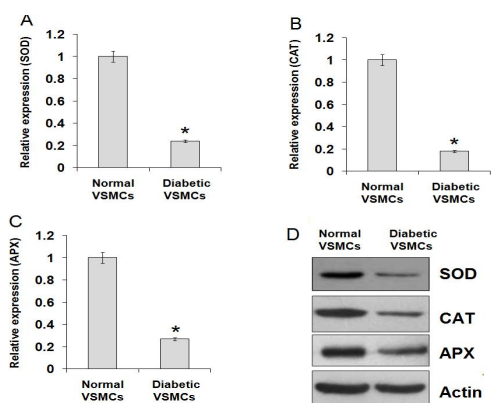 A
Relative expression (SOD)
1.2
1
0.8
0.6
0.4
0.2
0
*
Normal VSMCs
Diabetic VSMCs
B
Relative expression (CAT)
1.2
1
0.8
0.6
0.4
0.2
0
*
Normal VSMCs
Diabetic VSMCs
C
Relative expression (APX)
1.2
1
0.8
0.6
0.4
0.2
0
*
Normal VSMCs
Diabetic VSMCs
D
Normal VSMCs
Diabetic VSMCs
SOD
CAT
APX
Actin